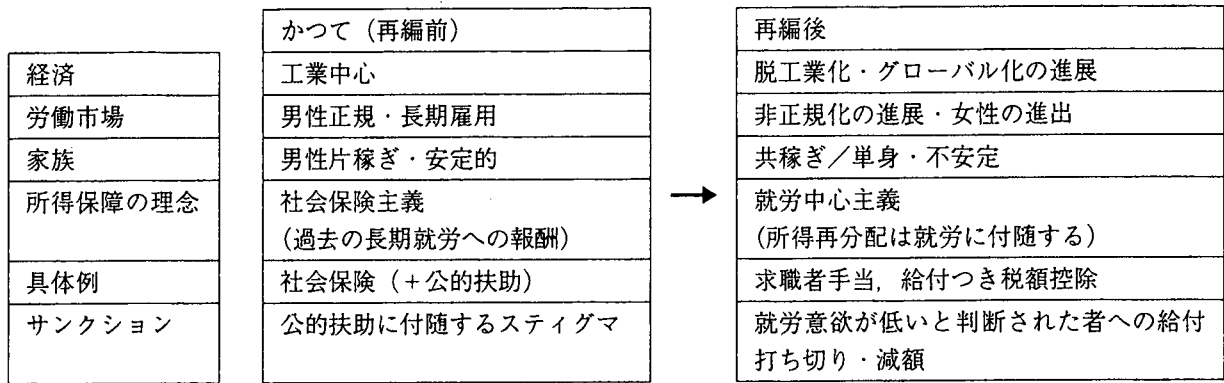 かつて（再編前）
再編後
経済
工業中心
脱工業化・グローバル化の進展
労働市場
男性正規・長期雇用
非正規化の進展・女性の進出
家族
男性片稼ぎ・安定的
共稼ぎ／単身・不安定
所得保障の理念
社会保険主義
（過去の長期就労への報酬）
→
就労中心主義
（所得再分配は就労に付随する）
具体例
社会保険（＋公的扶助）
求職者手当，給付つき税額控除
サンクション
公的扶助に付随するスティグマ
就労意欲が低いと判断された者への給付
打ち切り・減額